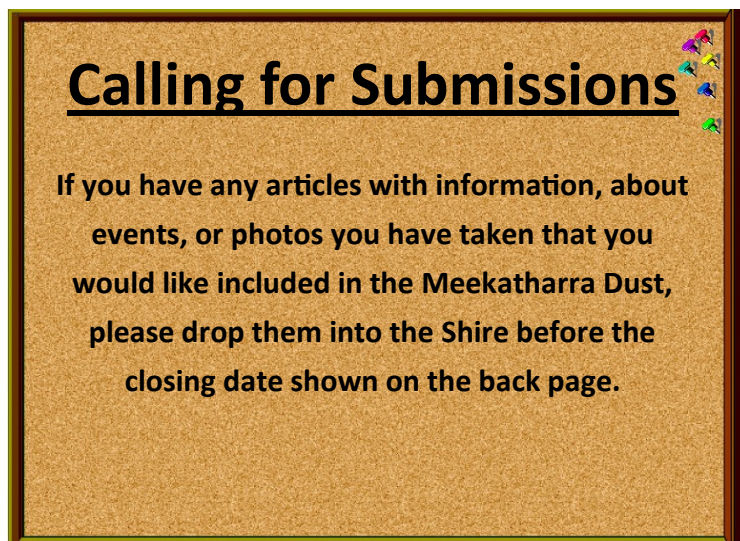 Calling for Submissions
If you have any articles with information, about
events, or photos you have taken that you
would like included in the Meekatharra Dust,
please drop them into the Shire before the
closing date shown on the back page.